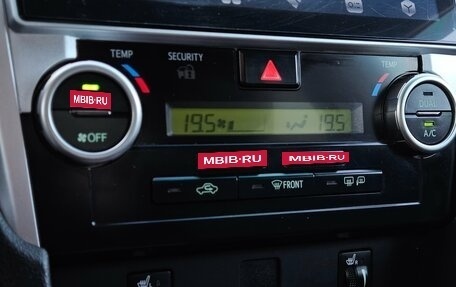 TEMP
SECURITY
TEMP
MBIB.RU
OFF
19.5
19.5
DUAL
A/C
MBIB.RU
MBIB.RU
FRONT
R